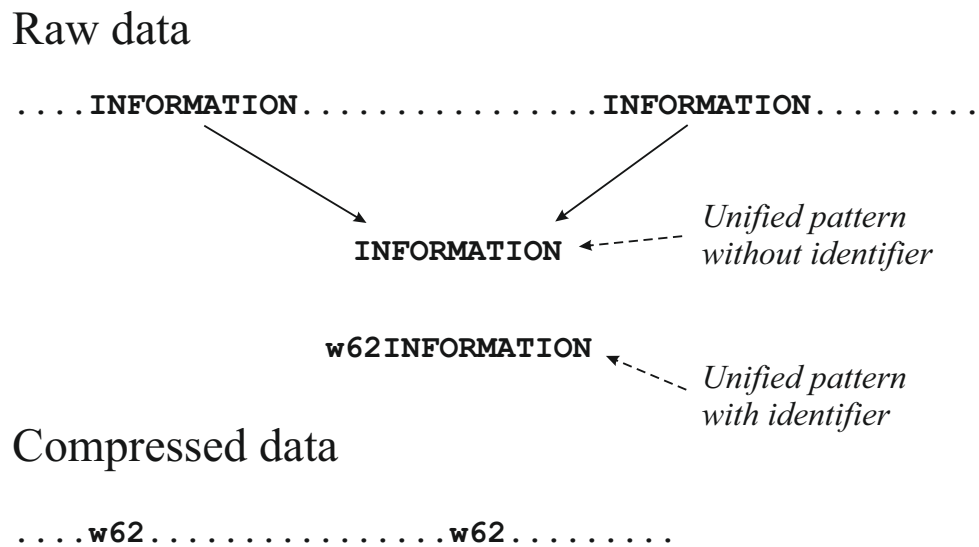 Raw data
....INFORMATION................INFORMATION.........
INFORMATION
Unified pattern
without identifier
w62INFORMATION
Unified pattern
with identifier
Compressed data
....w62................w62.........